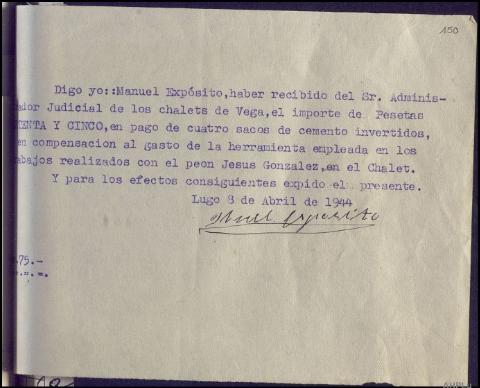 150
Digo yo::Manuel Expósito,haber recibido del Sr. Adminis-
ador Judicial de los chalets de Vega,el importe de Pesetas
ENTA Y CINCO,en pago de cuatro sacos de cemento invertidos,
en compensacion al gasto de la herramienta empleada en los
abajos realizados con el peon Jesus Gonzalez,en el Chalet.
Y para los efectos consiguientes expido el presente.
Lugo 8 de Abril de 1944
Manuel Exposito
75.-